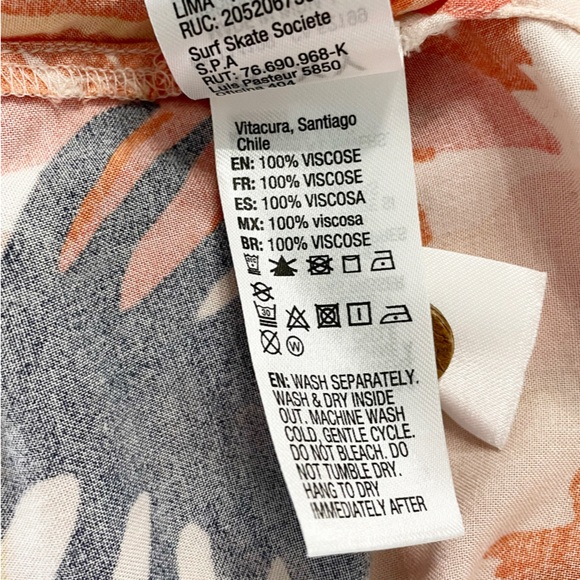 RUC:
Surf Skate Societe
S.P.A
RUT: 76.690.968-K
Luis Pasteur 5850
Vitacura, Santiago
Chile
EN: 100% VISCOSE
FR: 100% VISCOSE
ES: 100% VISCOSA
MX: 100% viscosa
BR: 100% VISCOSE
30
W
EN: WASH SEPARATELY.
WASH & DRY INSIDE
OUT. MACHINE WASH
COLD, GENTLE CYCLE.
DO NOT BLEACH. DO
NOT TUMBLE DRY.
HANG TO DRY
IMMEDIATELY AFTER